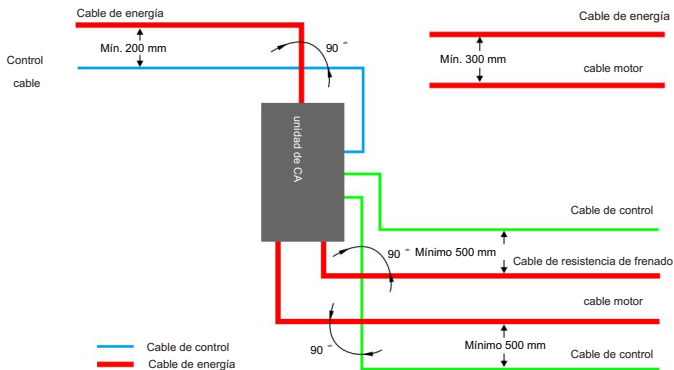 Cable de energía
Mín. 200 mm
90 °
Control
cable
Cable de energía
Mín. 300 mm
cable motor
unidad de CA
Cable de control
90 °
Mínimo 500 mm
Cable de resistencia de frenado
cable motor
90 °
Mínimo 500 mm
Cable de control
Cable de control
Cable de energía